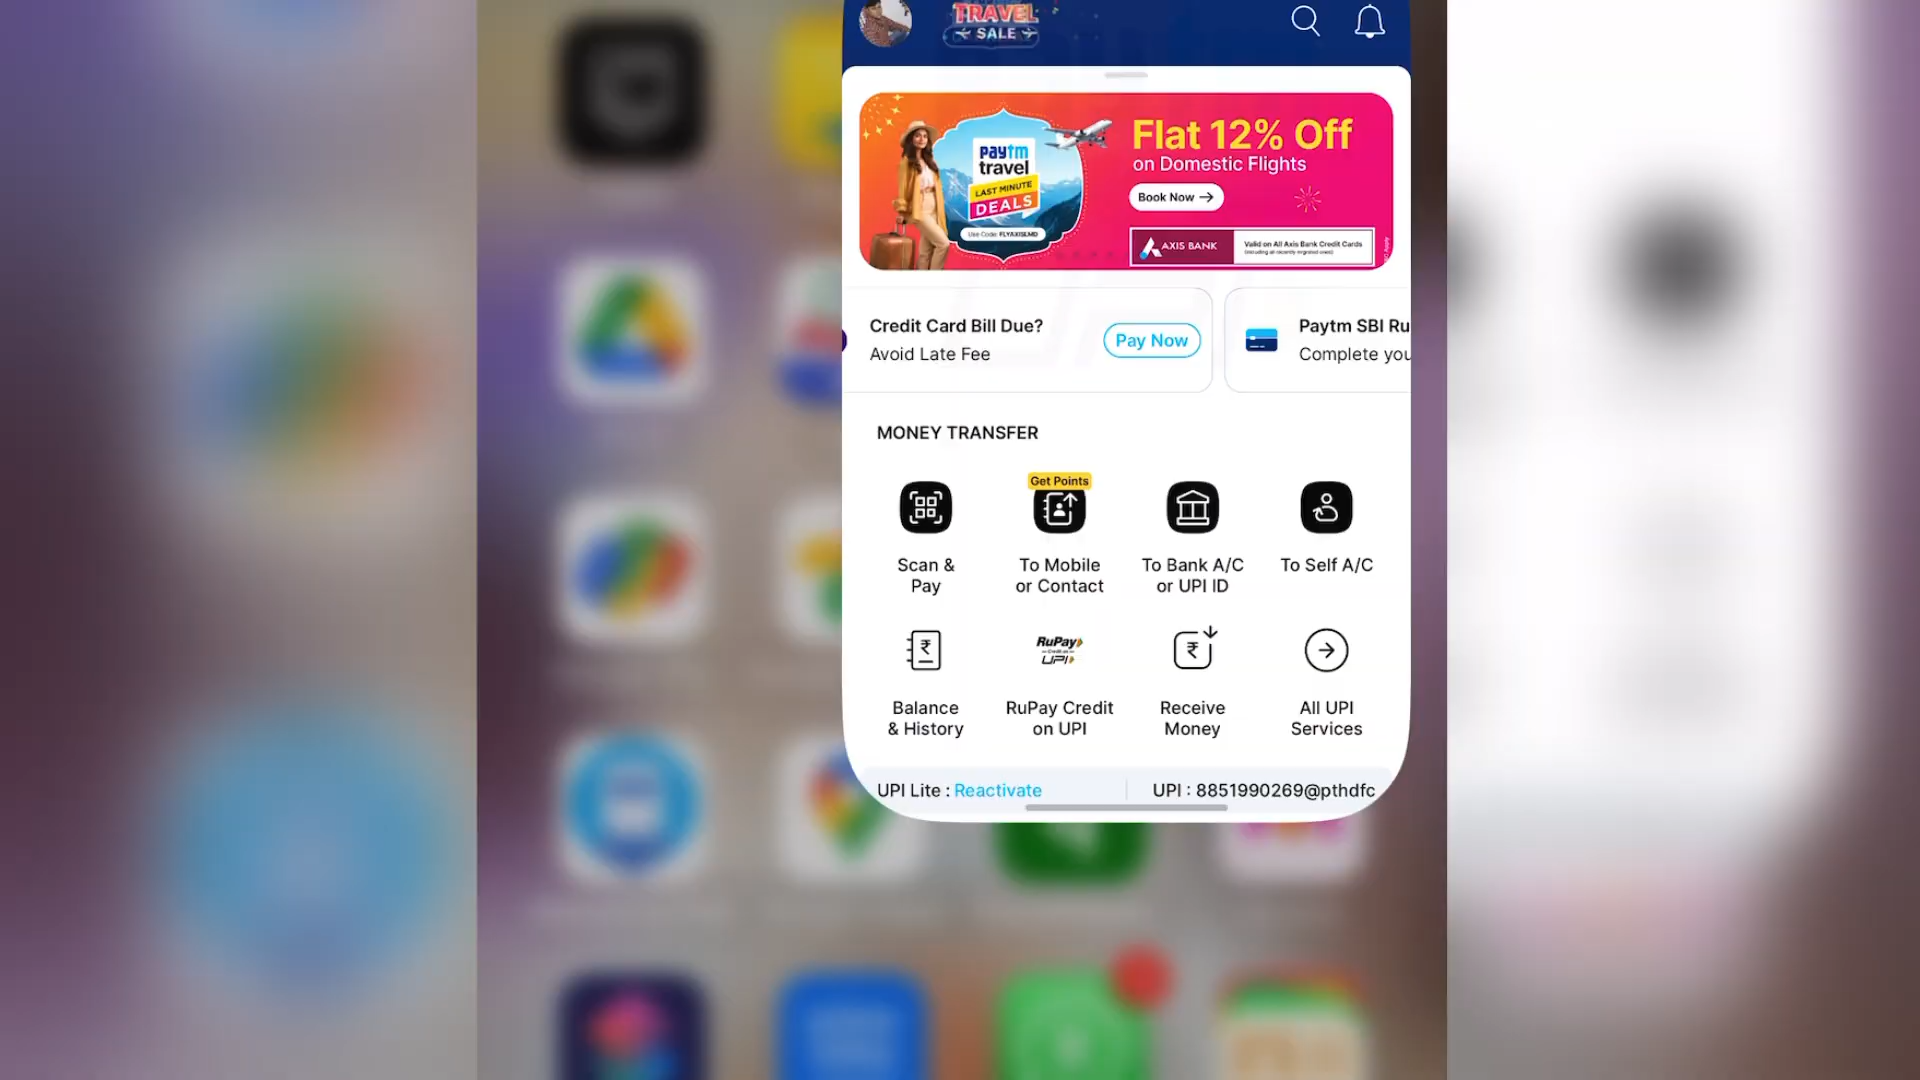 TRAVEL
SALE
paytm
travel
LAST MINUTE
DEALS
Use Code: FLYAXISLMD
Flat 12% Off
on Domestic Flights
Book Now →
AXIS BANK
Valid on All Axis Bank Credit Cards
(including all recently migrated ones)
Credit Card Bill Due?
Avoid Late Fee
Pay Now
Paytm SBI Ru
Complete you
MONEY TRANSFER
Get Points
Scan &
Pay
To Mobile
or Contact
To Bank A/C
or UPI ID
To Self A/C
RuPay
UPI
Balance
& History
RuPay Credit
on UPI
Receive
Money
All UPI
Services
UPI Lite : Reactivate
UPI : 8851990269@pthdfc